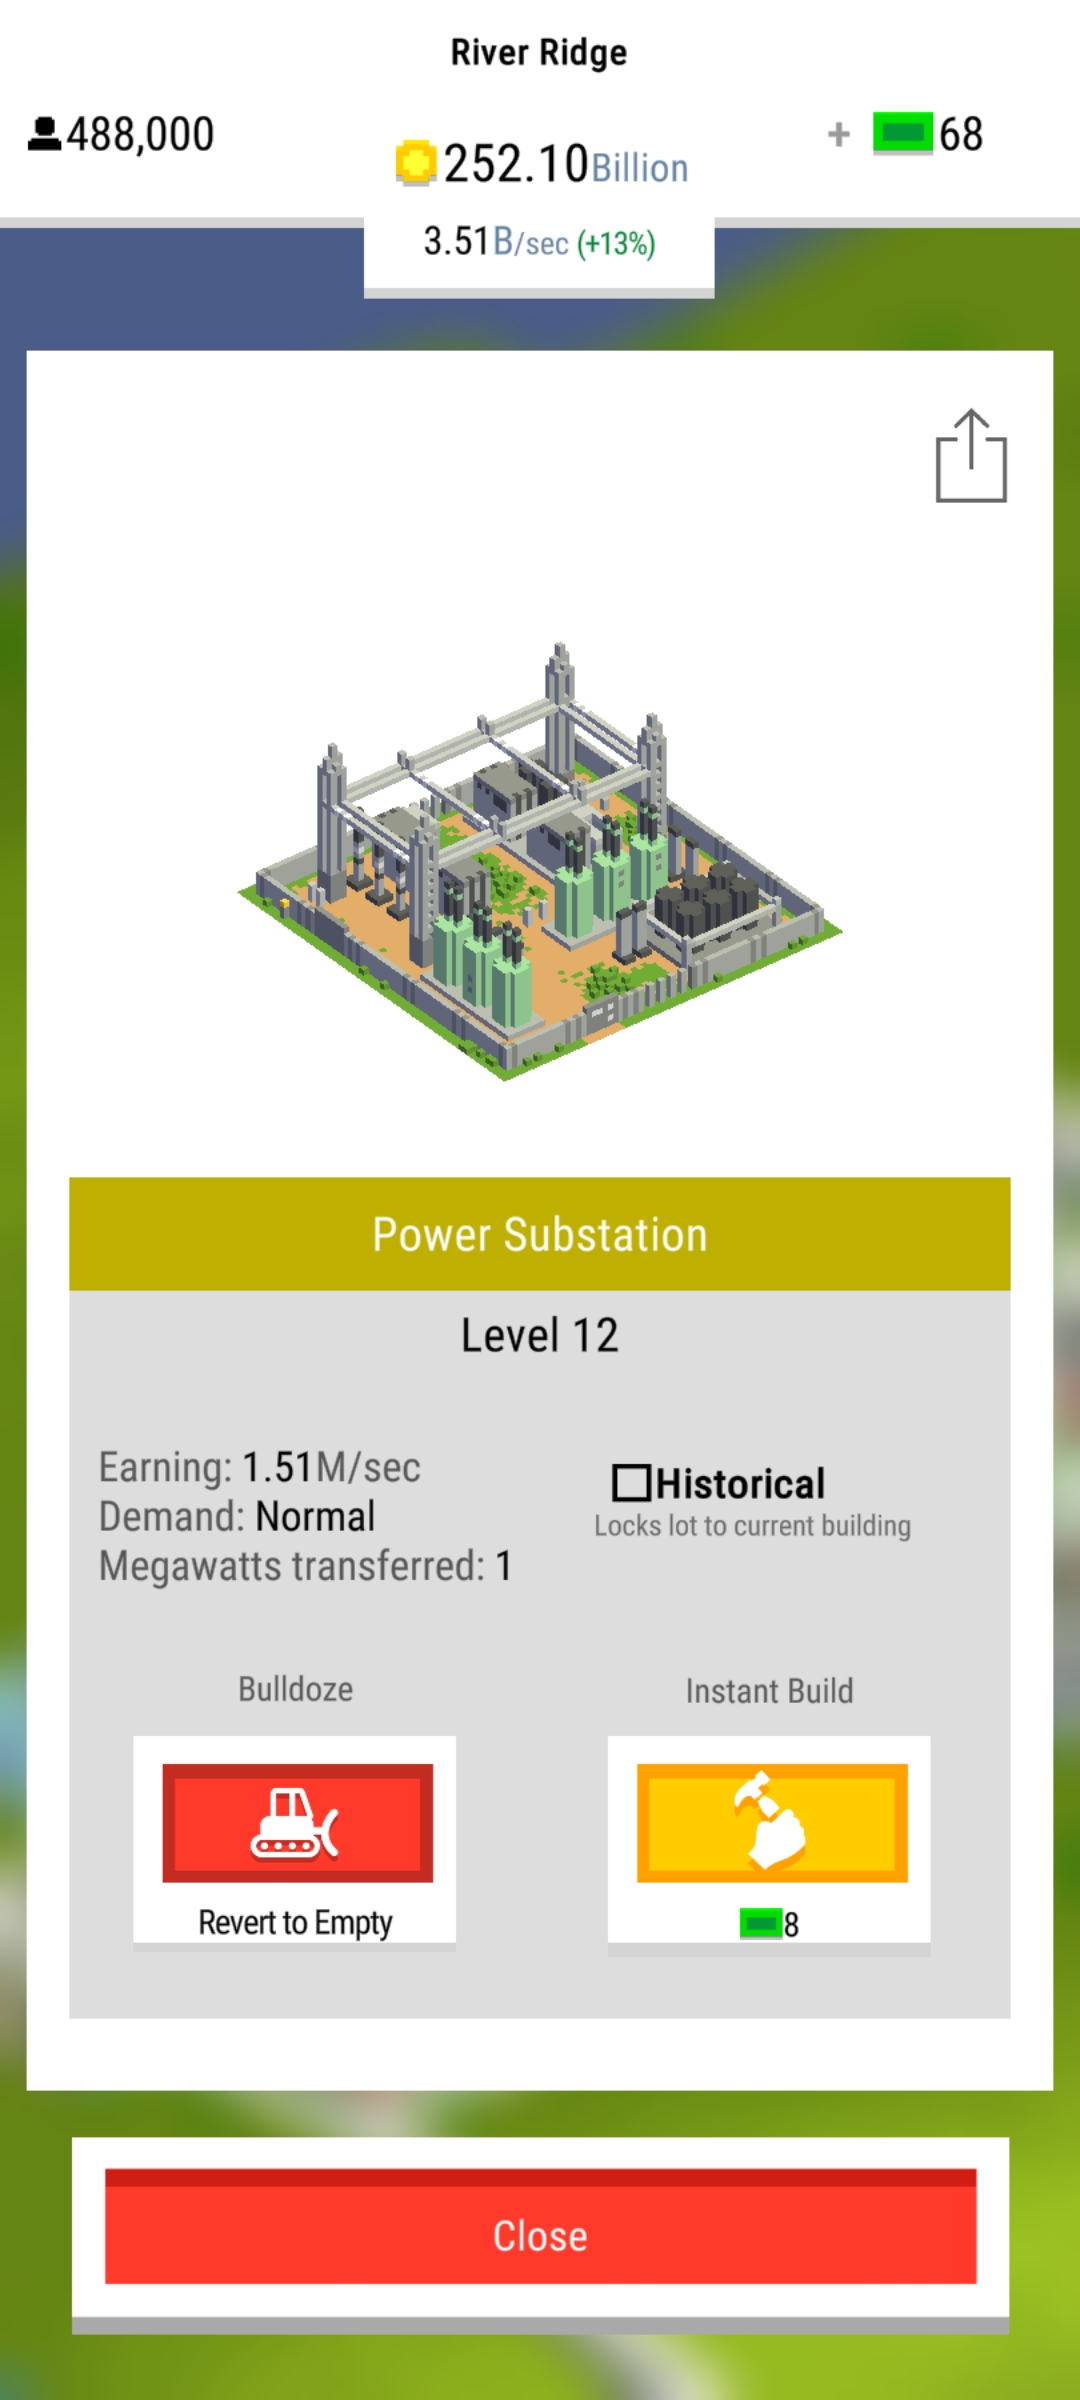 River Ridge
488,000
252.10Billion
+ 68
3.51B/sec (+13%)
Power Substation
Level 12
Earning: 1.51M/sec
Demand: Normal
Megawatts transferred: 1
Historical
Locks lot to current building
Bulldoze
Revert to Empty
Instant Build
8
Close